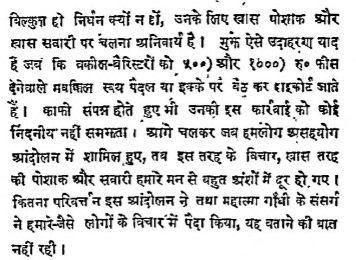 बिल्कुल ही निर्धन क्यों न हों, उनके लिए खास पोशाक और
खास सवारी पर चलना अनिवार्य है। मुझे ऐसे उदाहरण याद
हैं जब कि वकील-बैरिस्टरों को ५००) और १०००) रु० फीस
देनेवाले मवक्किल स्वयं पैदल या इक्के पर बैठ कर हाइकोर्ट जाते
हैं। काफी संपन्न होते हुए भी उनकी इस कार्रवाई को कोई
निंदनीय नहीं समझता। आगे चलकर जब हमलोग असहयोग
आंदोलन में शामिल हुए, तब इस तरह के विचार, खास तरह
की पोशाक और सवारी हमारे मन से बहुत अंशों में दूर हो गए।
कितना परिवर्त्तन इस आन्दोलन ने तथा महात्मा गाँधी के संसर्ग
ने हमारे-जैसे लोगों के विचार में पैदा किया, यह बताने की बात
नहीं रही।